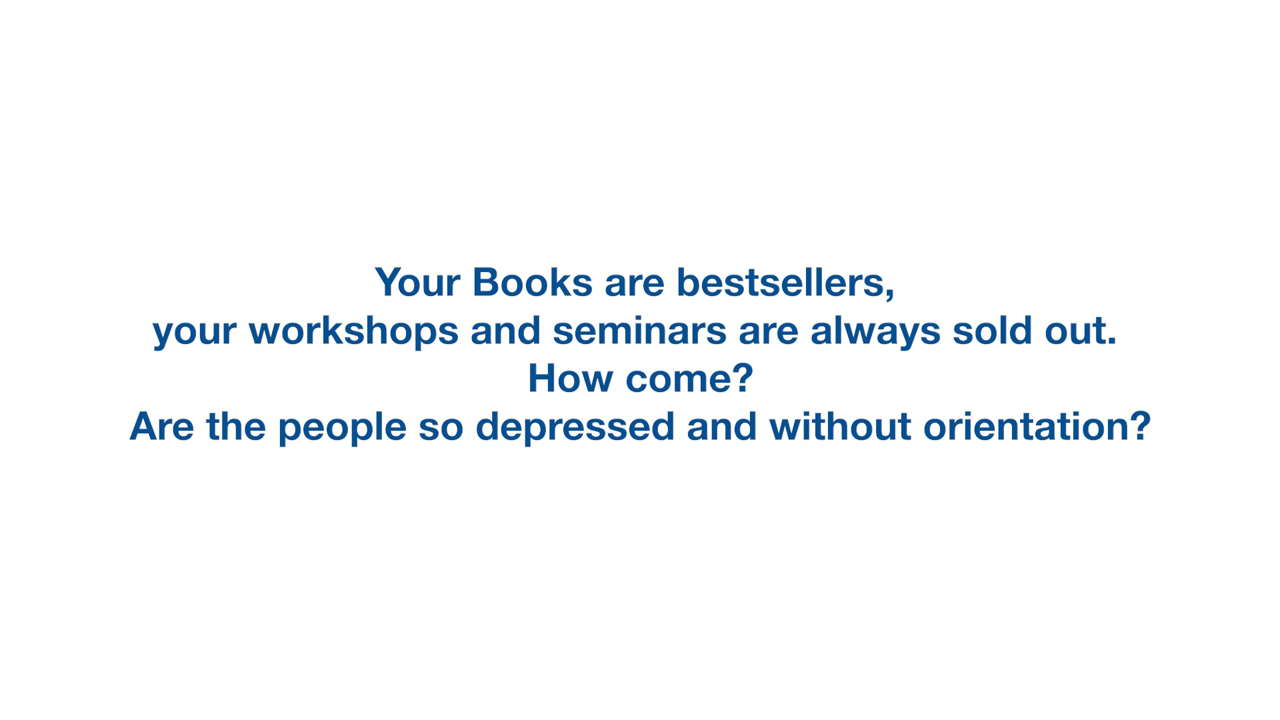 Your Books are bestsellers,
your workshops and seminars are always sold out.
How come?
Are the people so depressed and without orientation?